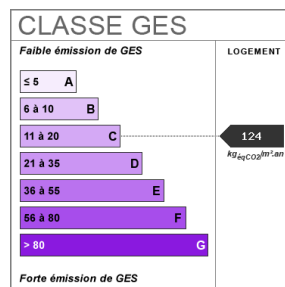 CLASSE GES
Faible émission de GES
LOGEMENT
≤ 5 A
6 à 10 B
11 à 20 C
124
kgéqCO2/m².an
21 à 35 D
36 à 55 E
56 à 80 F
> 80 G
Forte émission de GES